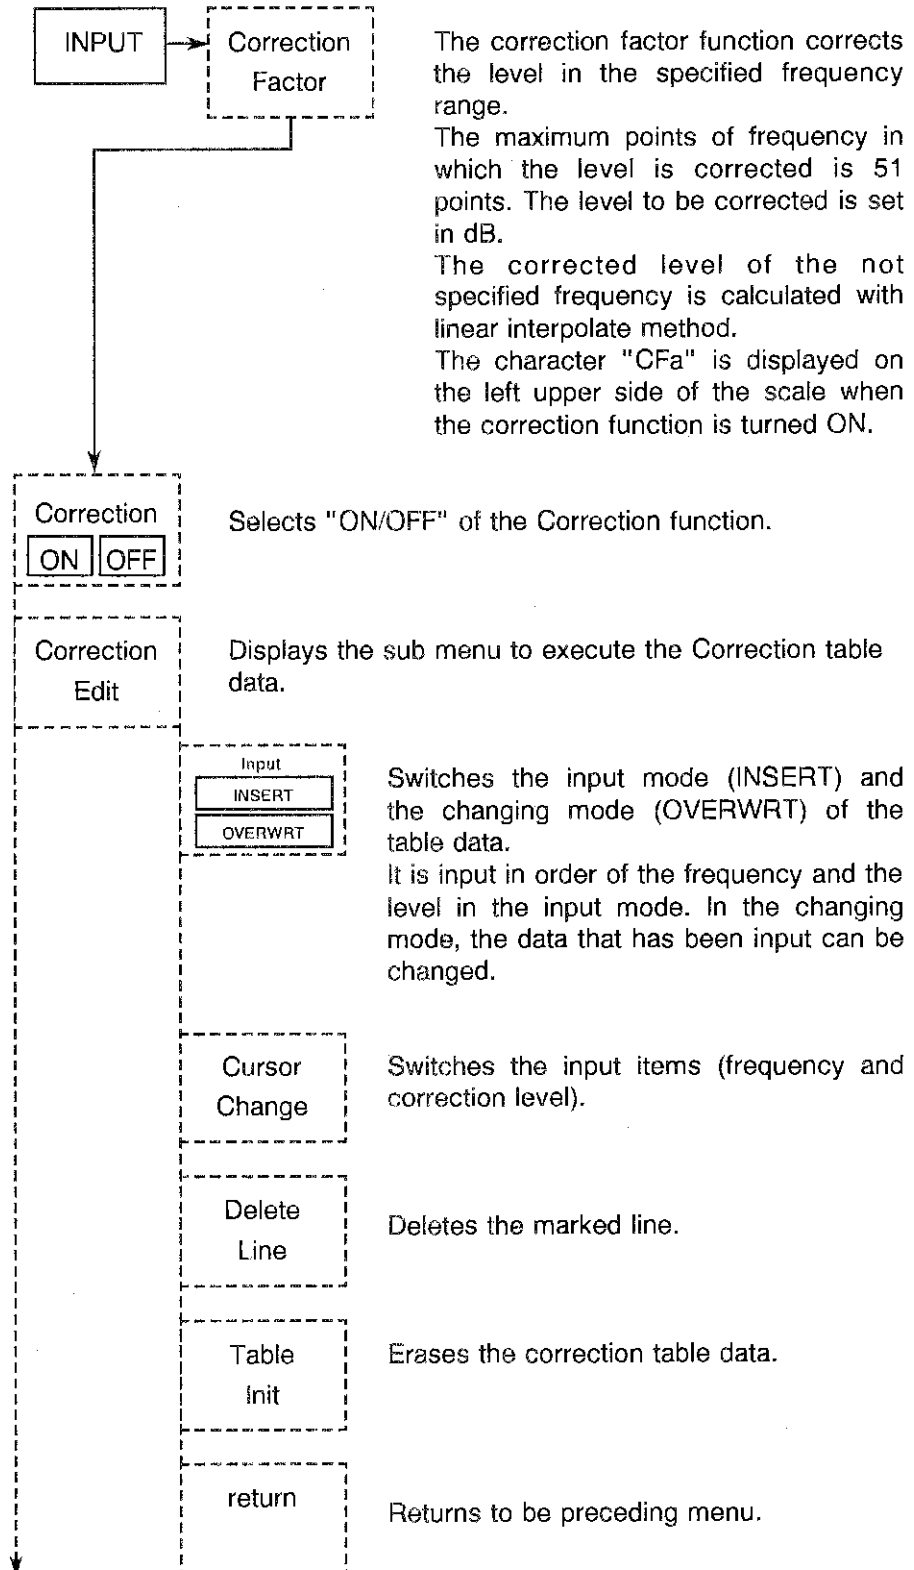 INPUT
Correction
Factor
The correction factor function corrects
the level in the specified frequency
range.
The maximum points of frequency in
which the level is corrected is 51
points. The level to be corrected is set
in dB.
The corrected level of the not
specified frequency is calculated with
linear interpolate method.
The character "CFa" is displayed on
the left upper side of the scale when
the correction function is turned ON.
Correction
ON OFF
Selects "ON/OFF" of the Correction function.
Correction
Edit
Displays the sub menu to execute the Correction table
data.
Input
INSERT
OVERWRT
Switches the input mode (INSERT) and
the changing mode (OVERWRT) of the
table data.
It is input in order of the frequency and the
level in the input mode. In the changing
mode, the data that has been input can be
changed.
Cursor
Change
Switches the input items (frequency and
correction level).
Delete
Line
Deletes the marked line.
Table
Init
Erases the correction table data.
return
Returns to be preceding menu.